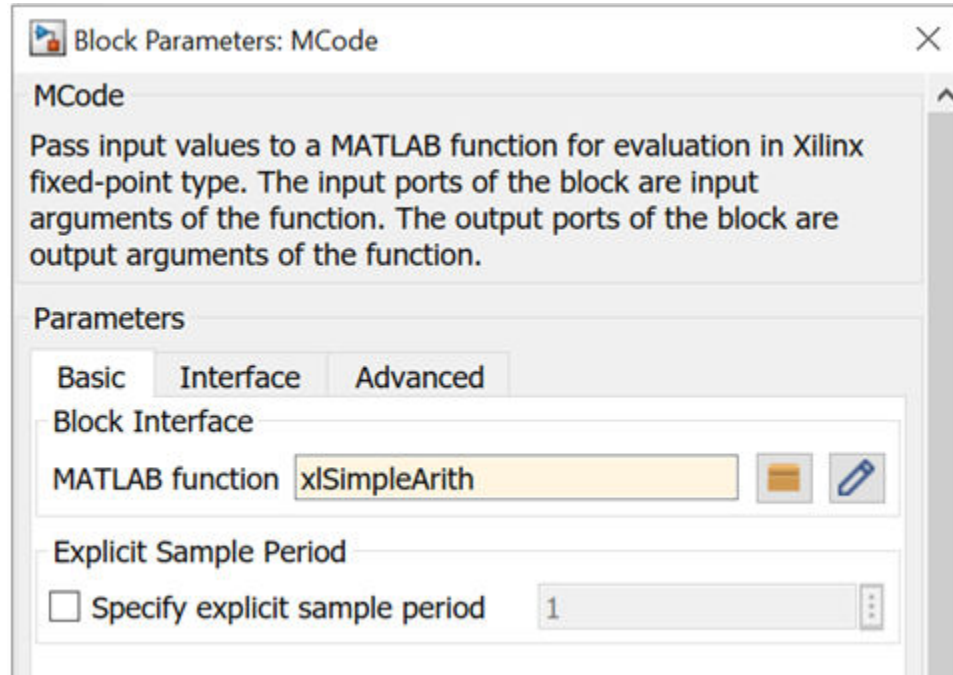 Block Parameters: MCode
MCode
Pass input values to a MATLAB function for evaluation in Xilinx
fixed-point type. The input ports of the block are input
arguments of the function. The output ports of the block are
output arguments of the function.
Parameters
Basic Interface Advanced
Block Interface
MATLAB function xlSimpleArith
Explicit Sample Period
Specify explicit sample period 1